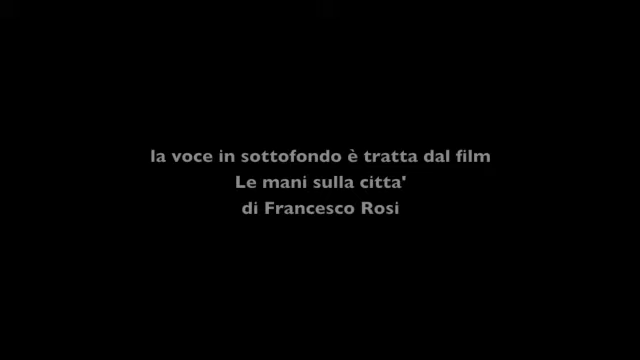 la voce in sottofondo è tratta dal film
Le mani sulla citta'
di Francesco Rosi